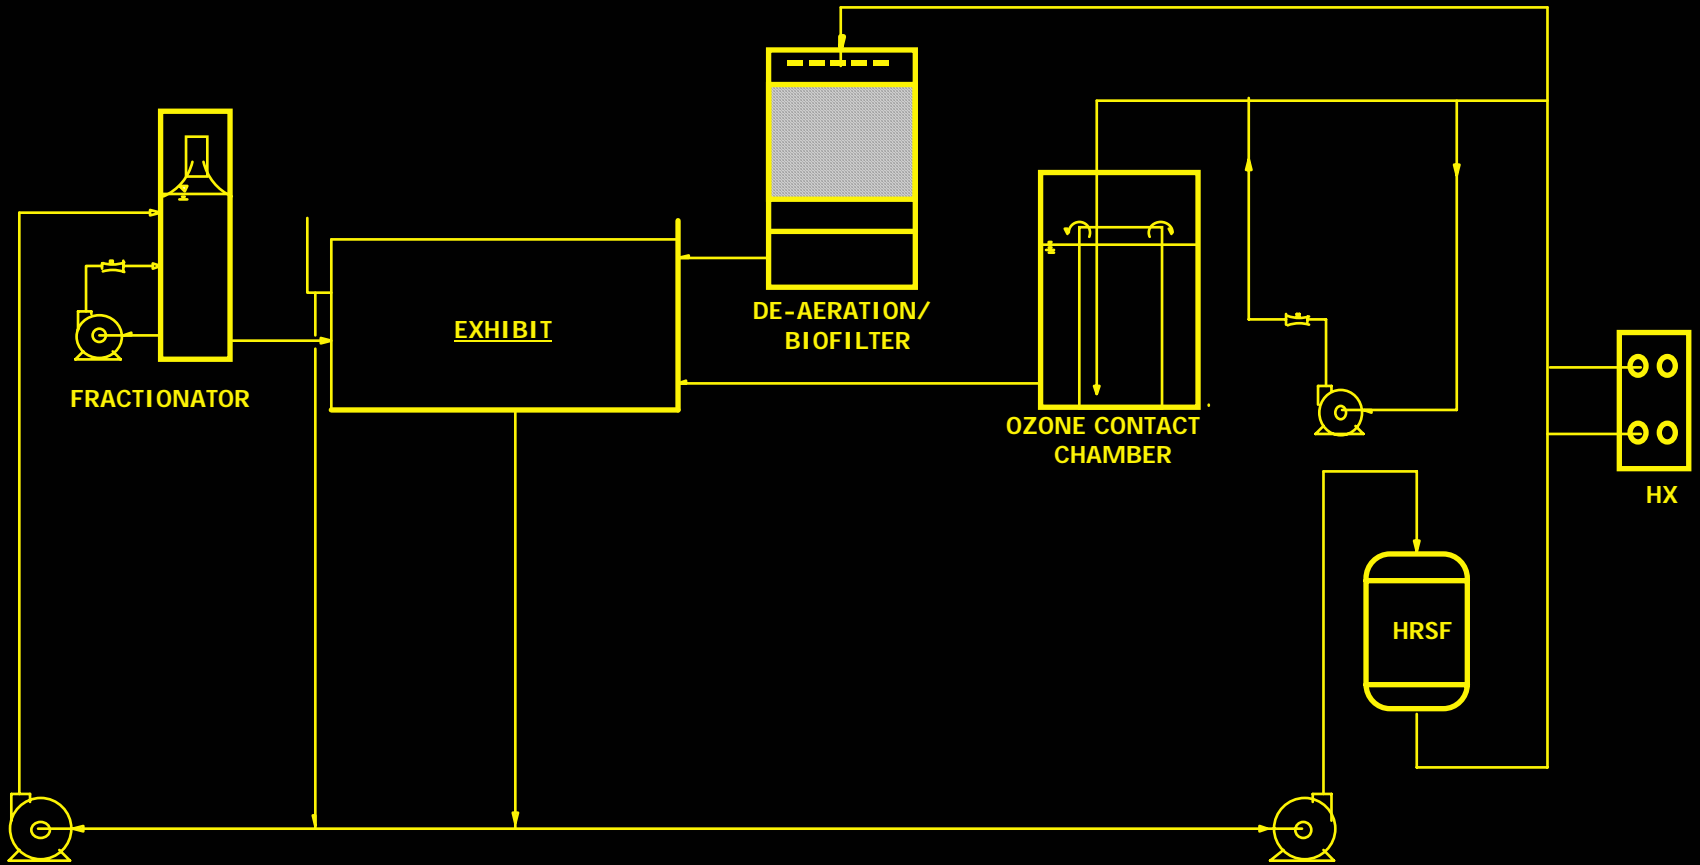 DE-AERATION/
BIOFILTER
EXHIBIT
FRACTIONATOR
OZONE CONTACT
CHAMBER
HX
HRSF